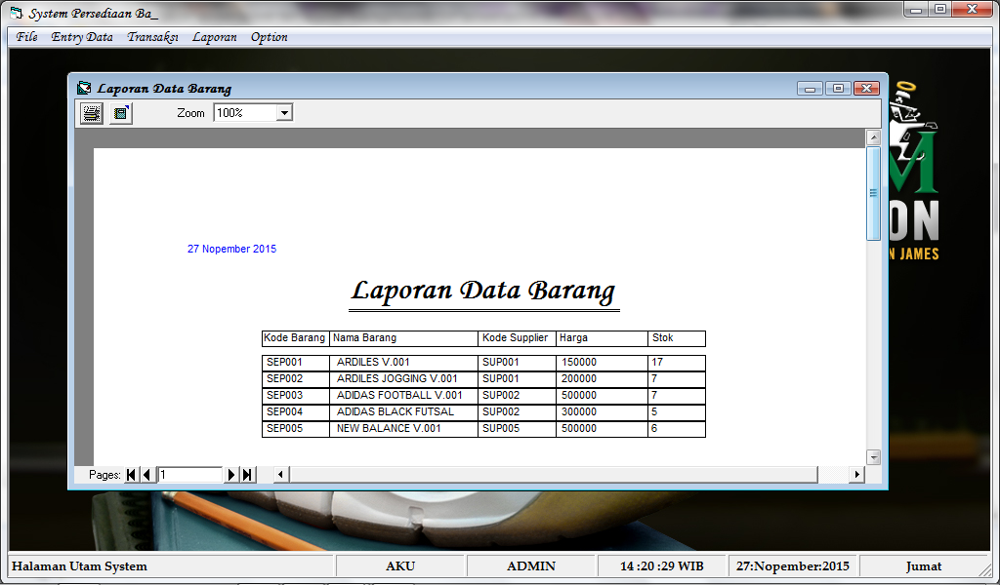 System Persediaan Ba_
File Entry Data Transaksi Laporan Option
Laporan Data Barang
Zoom 100%
M
ON
N JAMES
27 Nopember 2015
Laporan Data Barang
Kode Barang Nama Barang Kode Supplier Harga Stok
SEP001 ARDILES V.001 SUP001 150000 17
SEP002 ARDILES JOGGING V.001 SUP001 200000 7
SEP003 ADIDAS FOOTBALL V.001 SUP002 500000 7
SEP004 ADIDAS BLACK FUTSAL SUP002 300000 5
SEP005 NEW BALANCE V.001 SUP005 500000 6
Pages: 1
Halaman Utam System AKU ADMIN 14 :20 :29 WIB 27:Nopember:2015 Jumat